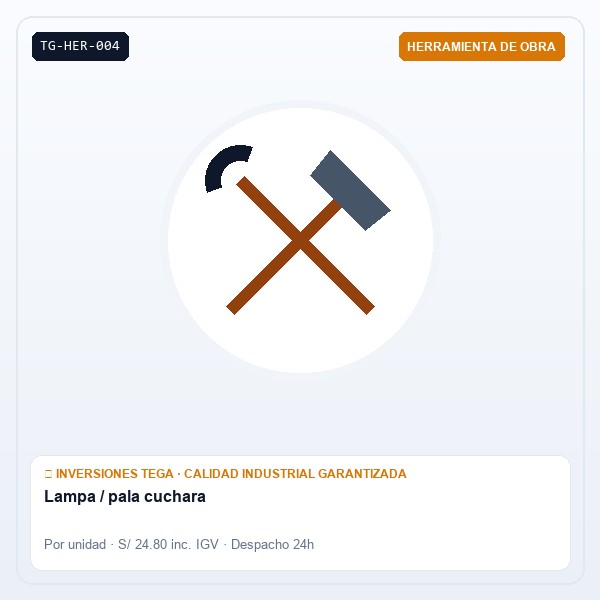 TG-HER-004
HERRAMIENTA DE OBRA
INVERSIONES TEGA · CALIDAD INDUSTRIAL GARANTIZADA
Lampa / pala cuchara
Por unidad · S/ 24.80 inc. IGV · Despacho 24h